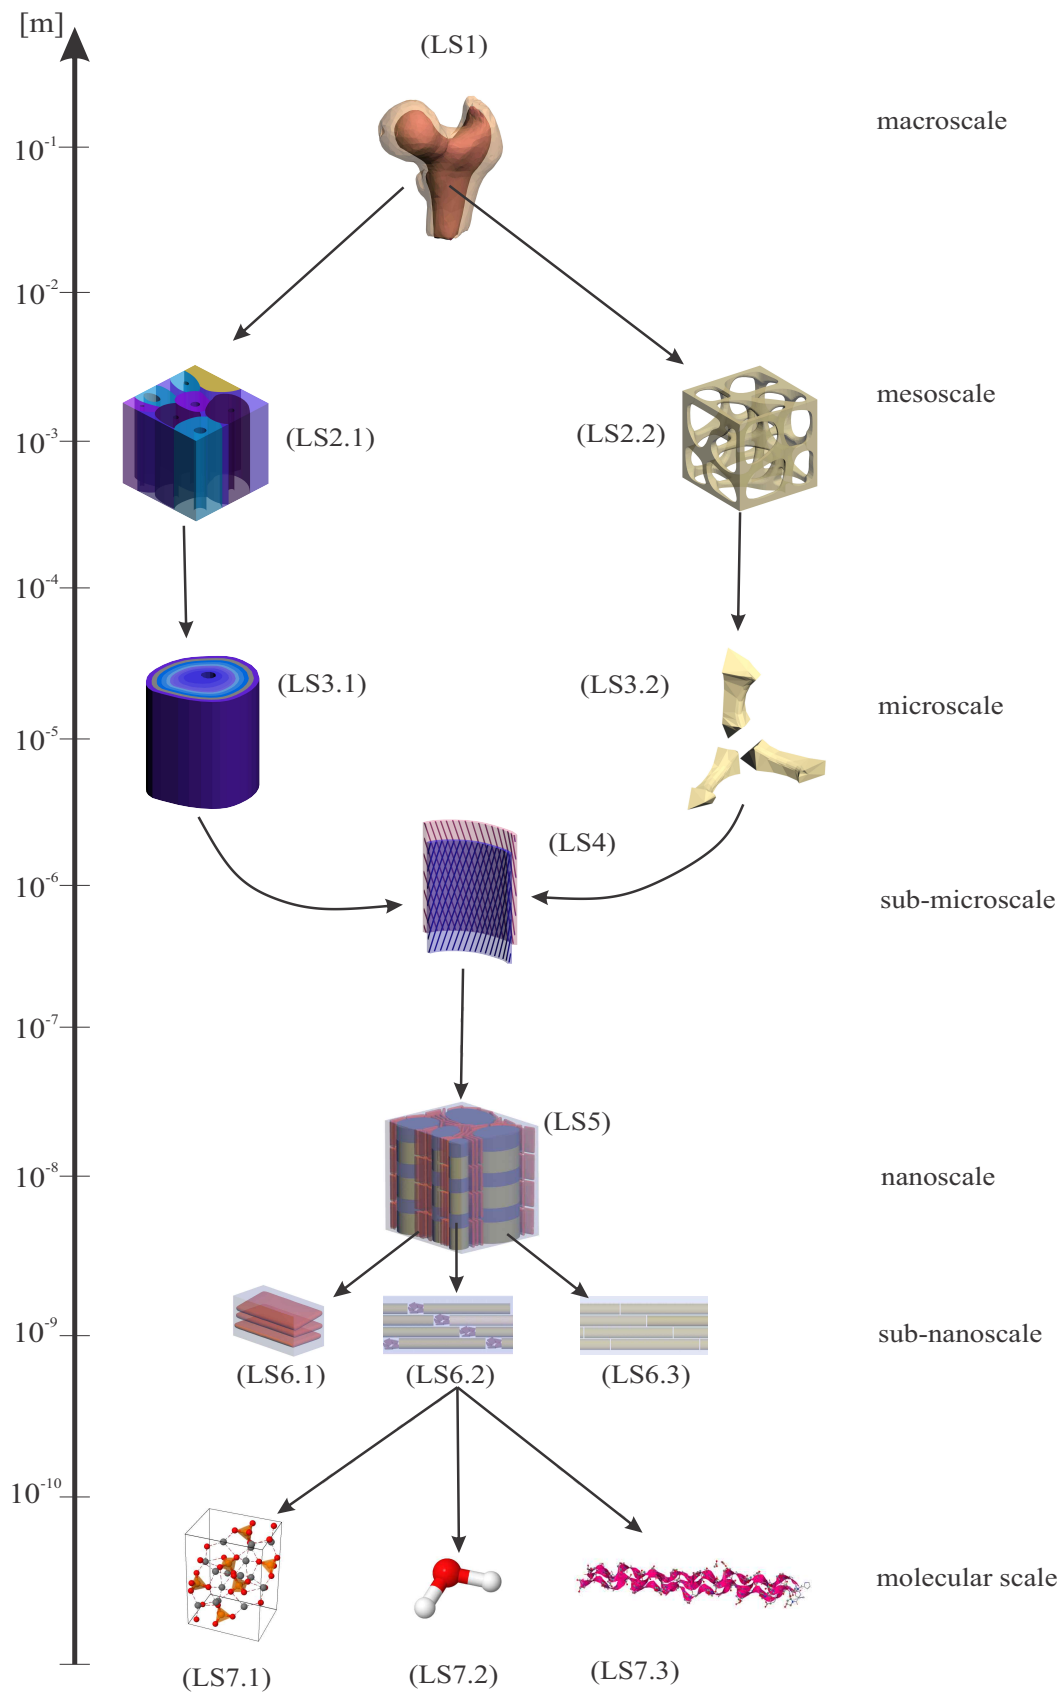 [m]
(LS1)
macroscale
10^-1
10^-2
mesoscale
(LS2.1)
(LS2.2)
10^-3
10^-4
(LS3.1)
(LS3.2)
microscale
10^-5
(LS4)
10^-6
sub-microscale
10^-7
(LS5)
10^-8
nanoscale
10^-9
sub-nanoscale
(LS6.1)
(LS6.2)
(LS6.3)
10^-10
molecular scale
(LS7.1)
(LS7.2)
(LS7.3)